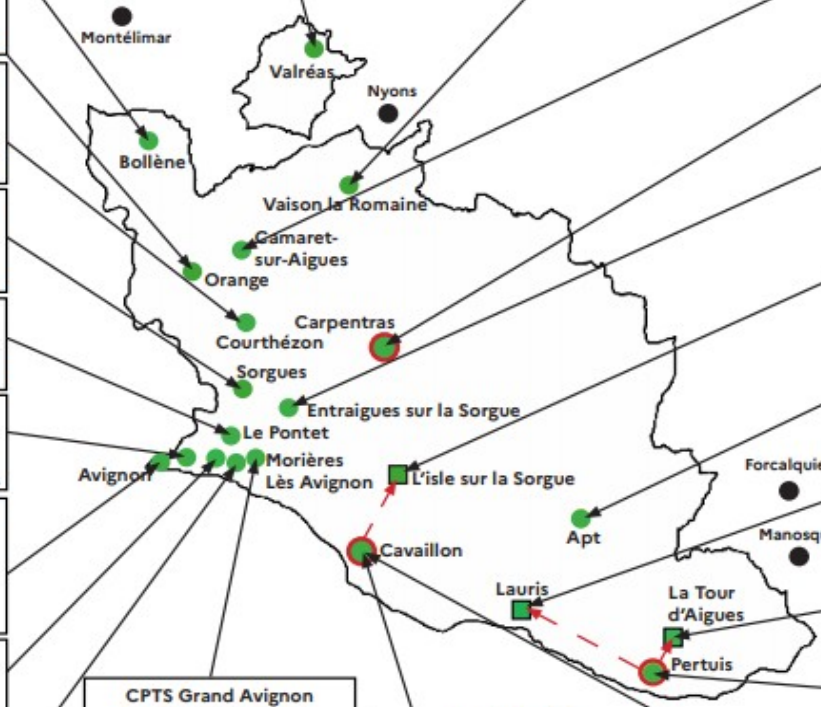 Montélimar
Valréas
Nyons
Bollène
Vaison la Romaine
Camaret-
sur-Aigues
Orange
Carpentras
Courthézon
Sorgues
Entraigues sur la Sorgue
Le Pontet
Avignon
Morières
Lès Avignon
L'isle sur la Sorgue
Forcalquie
Apt
Manosq
Cavaillon
Lauris
La Tour
d'Aigues
Pertuis
CPTS Grand Avignon